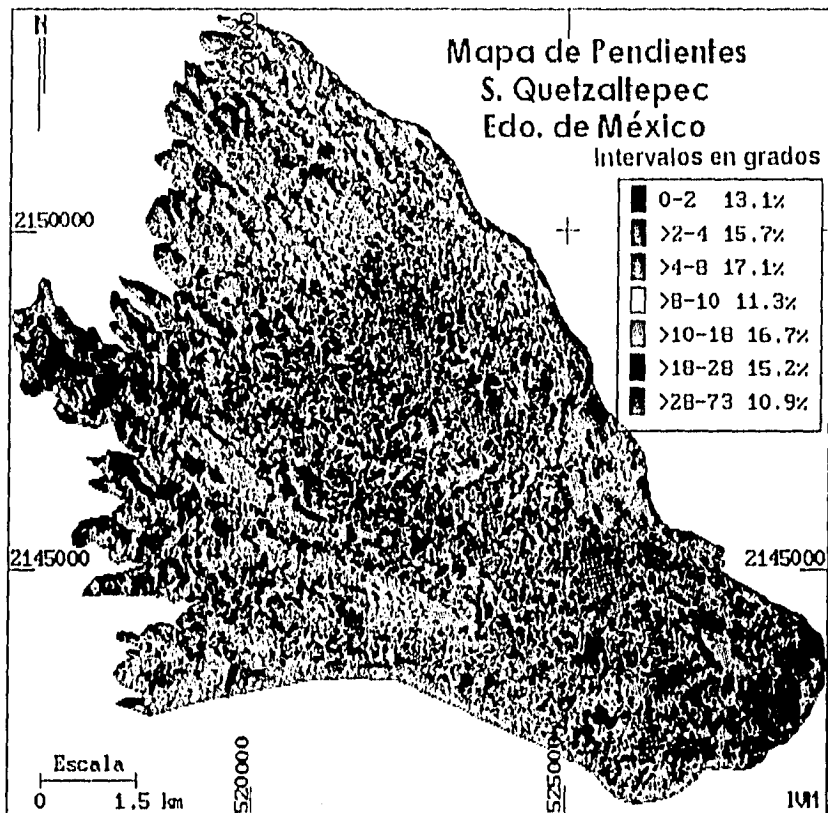 N
Mapa de Pendientes
S. Quetzaltepec
Edo. de México
Intervalos en grados
0-2 13.1%
>2-4 15.7%
>4-8 17.1%
>8-10 11.3%
>10-18 16.7%
>18-28 15.2%
>28-73 10.9%
2150000
2145000
2145000
Escala
0 1.5 km
520000
525000
IVM